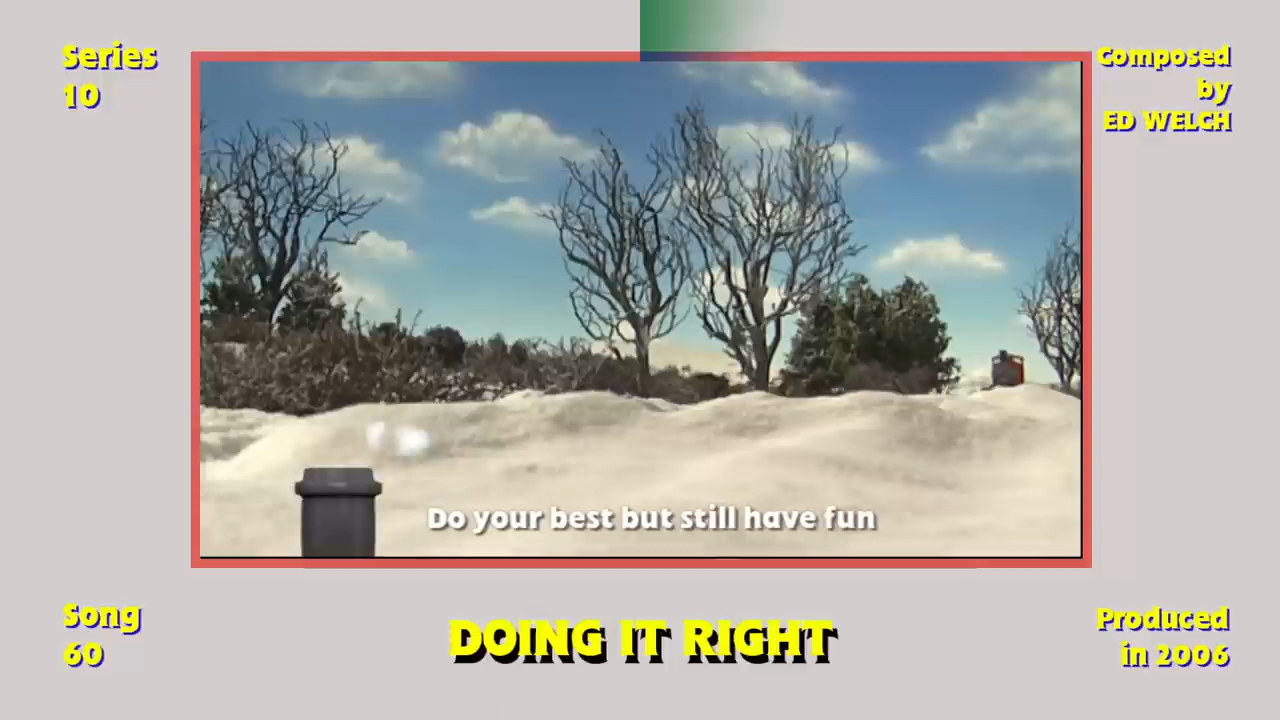 Series
10
Composed
by
ED WELCH
Do your best but still have fun
Song
60
DOING IT RIGHT
Produced
in 2006